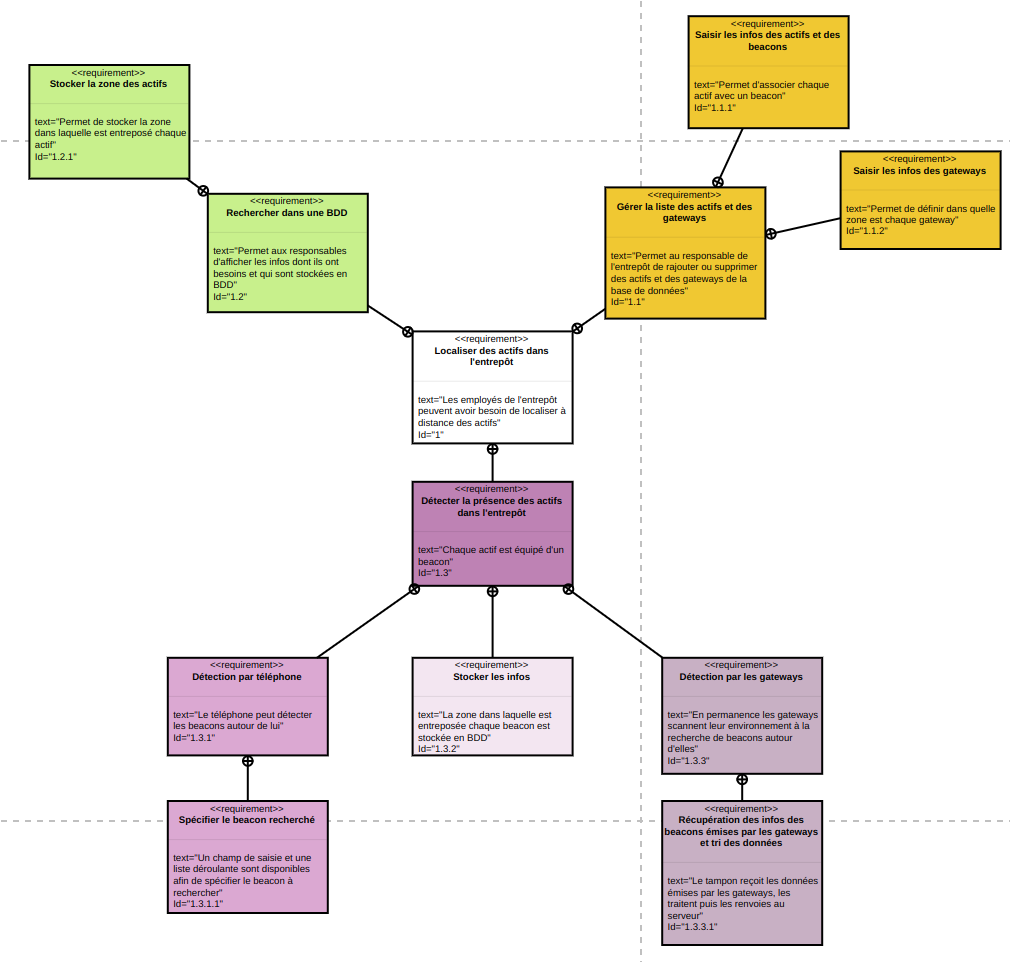 <<requirement>>
Saisir les infos des actifs et des
beacons
text="Permet d'associer chaque
actif avec un beacon"
Id="1.1.1"
<<requirement>>
Stocker la zone des actifs
text="Permet de stocker la zone
dans laquelle est entreposé chaque
actif"
Id="1.2.1"
<<requirement>>
Saisir les infos des gateways
text="Permet de définir dans quelle
zone est chaque gateway"
Id="1.1.2"
<<requirement>>
Rechercher dans une BDD
text="Permet aux responsables
d'afficher les infos dont ils ont
besoins et qui sont stockées en
BDD"
Id="1.2"
<<requirement>>
Gérer la liste des actifs et des
gateways
text="Permet au responsable de
l'entrepôt de rajouter ou supprimer
des actifs et des gateways de la
base de données"
Id="1.1"
<<requirement>>
Localiser des actifs dans
l'entrepôt
text="Les employés de l'entrepôt
peuvent avoir besoin de localiser à
distance des actifs"
Id="1"
<<requirement>>
Détecter la présence des actifs
dans l'entrepôt
text="Chaque actif est équipé d'un
beacon"
Id="1.3"
<<requirement>>
Détection par téléphone
text="Le téléphone peut détecter
les beacons autour de lui"
Id="1.3.1"
<<requirement>>
Stocker les infos
text="La zone dans laquelle est
entreposée chaque beacon est
stockée en BDD"
Id="1.3.2"
<<requirement>>
Détection par les gateways
text="En permanence les gateways
scannent leur environnement à la
recherche de beacons autour
d'elles"
Id="1.3.3"
<<requirement>>
Spécifier le beacon recherché
text="Un champ de saisie et une
liste déroulante sont disponibles
afin de spécifier le beacon à
rechercher"
Id="1.3.1.1"
<<requirement>>
Récupération des infos des
beacons émises par les gateways
et tri des données
text="Le tampon reçoit les données
émises par les gateways, les
traitent puis les renvoies au
serveur"
Id="1.3.3.1"